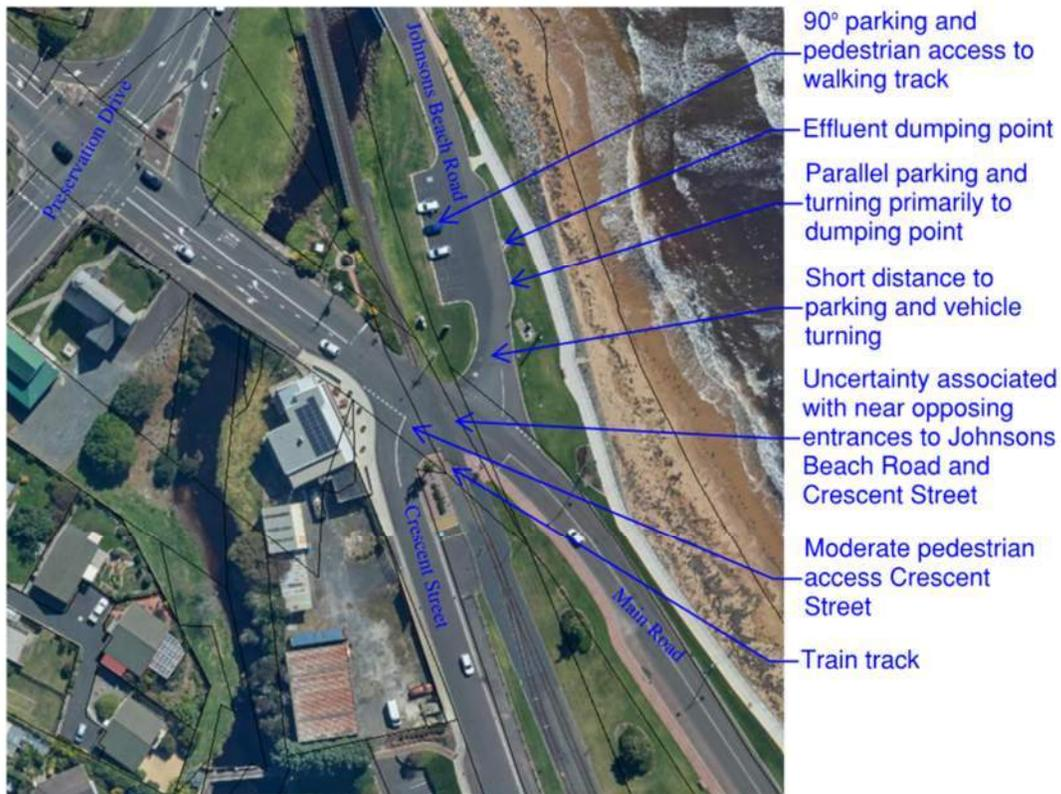 Preservation Drive
Johnsons Beach Road
Crescent Street
Main Road
90° parking and
pedestrian access to
walking track
Effluent dumping point
Parallel parking and
turning primarily to
dumping point
Short distance to
parking and vehicle
turning
Uncertainty associated
with near opposing
entrances to Johnsons
Beach Road and
Crescent Street
Moderate pedestrian
access Crescent
Street
Train track